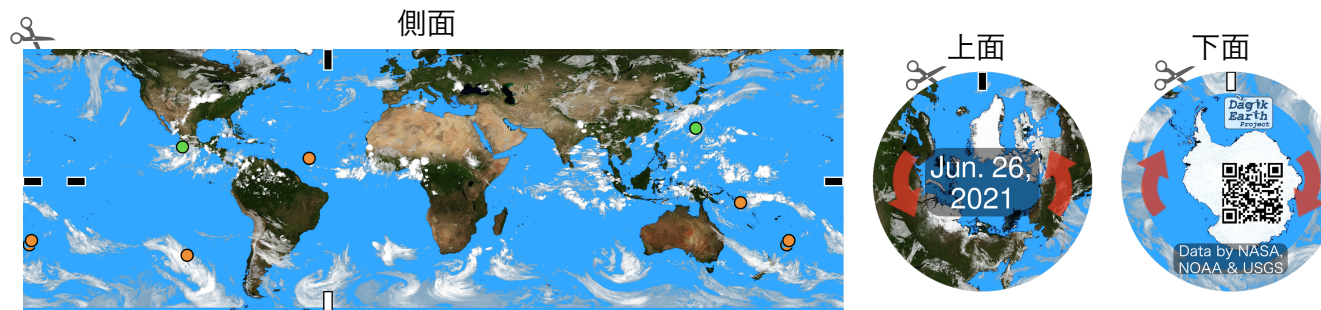 側面
上面
下面
Jun. 26,
2021
Dagik
Earth
Project
Data by NASA,
NOAA & USGS